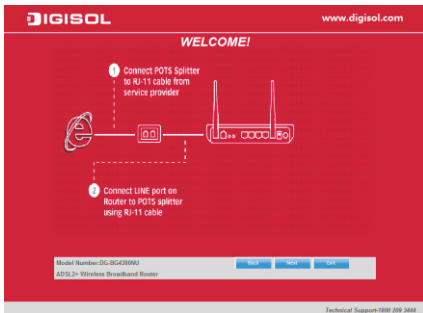 DIGISOL
www.digisol.com
WELCOME!
1 Connect POTS Splitter
to RJ-11 cable from
service provider
2 Connect LINE port on
Router to POTS splitter
using RJ-11 cable
Model Number:DG-BG4300NU
Back Next Exit
ADSL2+ Wireless Broadband Router
Technical Support-1800 209 3444